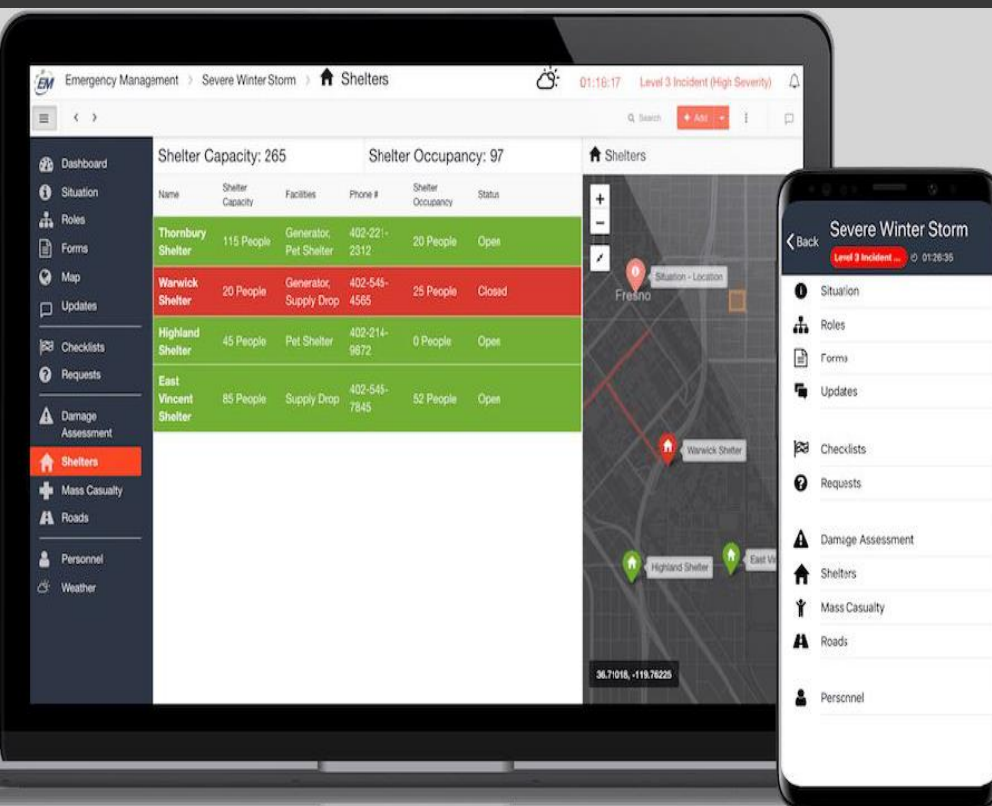 EM Emergency Management > Severe Winter Storm > Shelters 01:16:17 Level 3 Incident (High Severity)
Search + Add
Dashboard
Situation
Roles
Forms
Map
Updates
Checklists
Requests
Damage
Assessment
Shelters
Mass Casualty
Roads
Personnel
Weather
Shelter Capacity: 265 Shelter Occupancy: 97
Name Shelter Capacity Facilities Phone # Shelter Occupancy Status
Thornbury Shelter 115 People Generator, Pet Shelter 402-221-2312 20 People Open
Warwick Shelter 20 People Generator, Supply Drop 402-545-4565 25 People Closed
Highland Shelter 45 People Pet Shelter 402-214-9872 0 People Open
East Vincent Shelter 85 People Supply Drop 402-545-7845 52 People Open
Shelters
+
−
Situation - Location
Fresno
Warwick Shelter
Highland Shelter
East Vi
36.71018, -119.76225
Back Severe Winter Storm
Level 3 Incident ... 01:26:35
Situation
Roles
Forms
Updates
Checklists
Requests
Damage Assessment
Shelters
Mass Casualty
Roads
Personnel